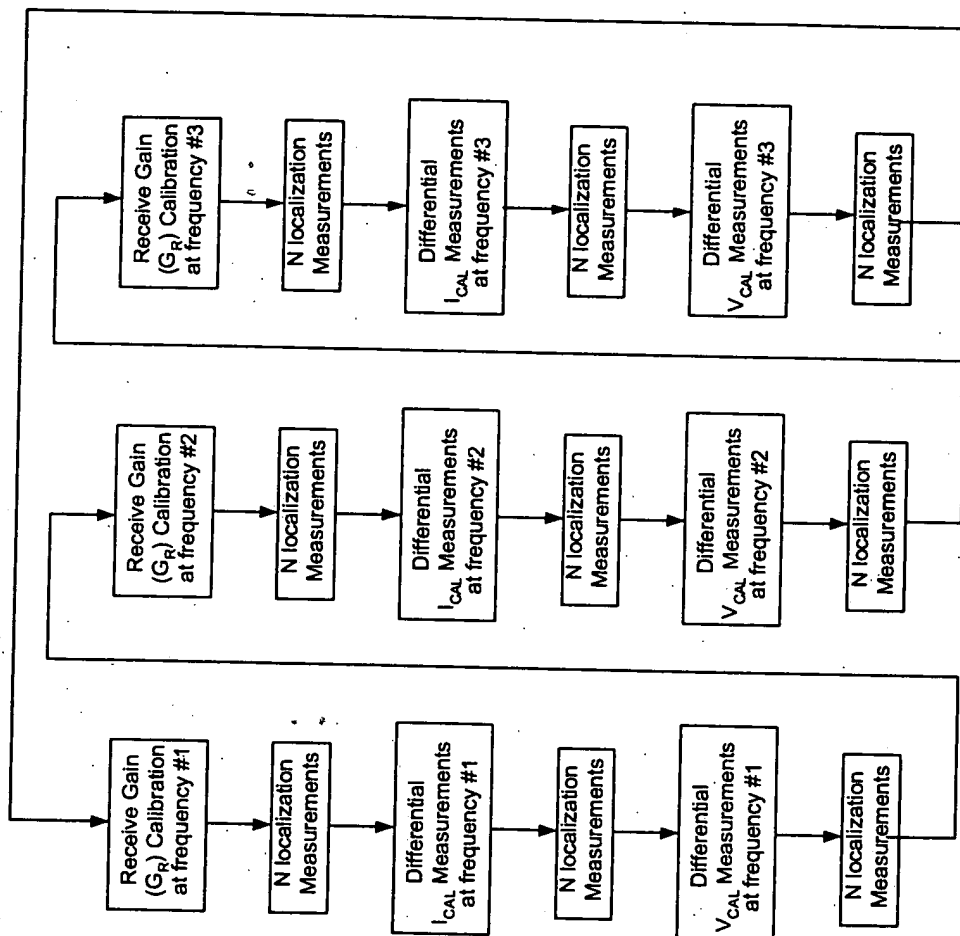 Receive Gain
(G_R) Calibration
at frequency #1
N localization
Measurements
Differential
I_CAL Measurements
at frequency #1
N localization
Measurements
Differential
V_CAL Measurements
at frequency #1
N localization
Measurements
Receive Gain
(G_R) Calibration
at frequency #2
N localization
Measurements
Differential
I_CAL Measurements
at frequency #2
N localization
Measurements
Differential
V_CAL Measurements
at frequency #2
N localization
Measurements
Receive Gain
(G_R) Calibration
at frequency #3
N localization
Measurements
Differential
I_CAL Measurements
at frequency #3
N localization
Measurements
Differential
V_CAL Measurements
at frequency #3
N localization
Measurements